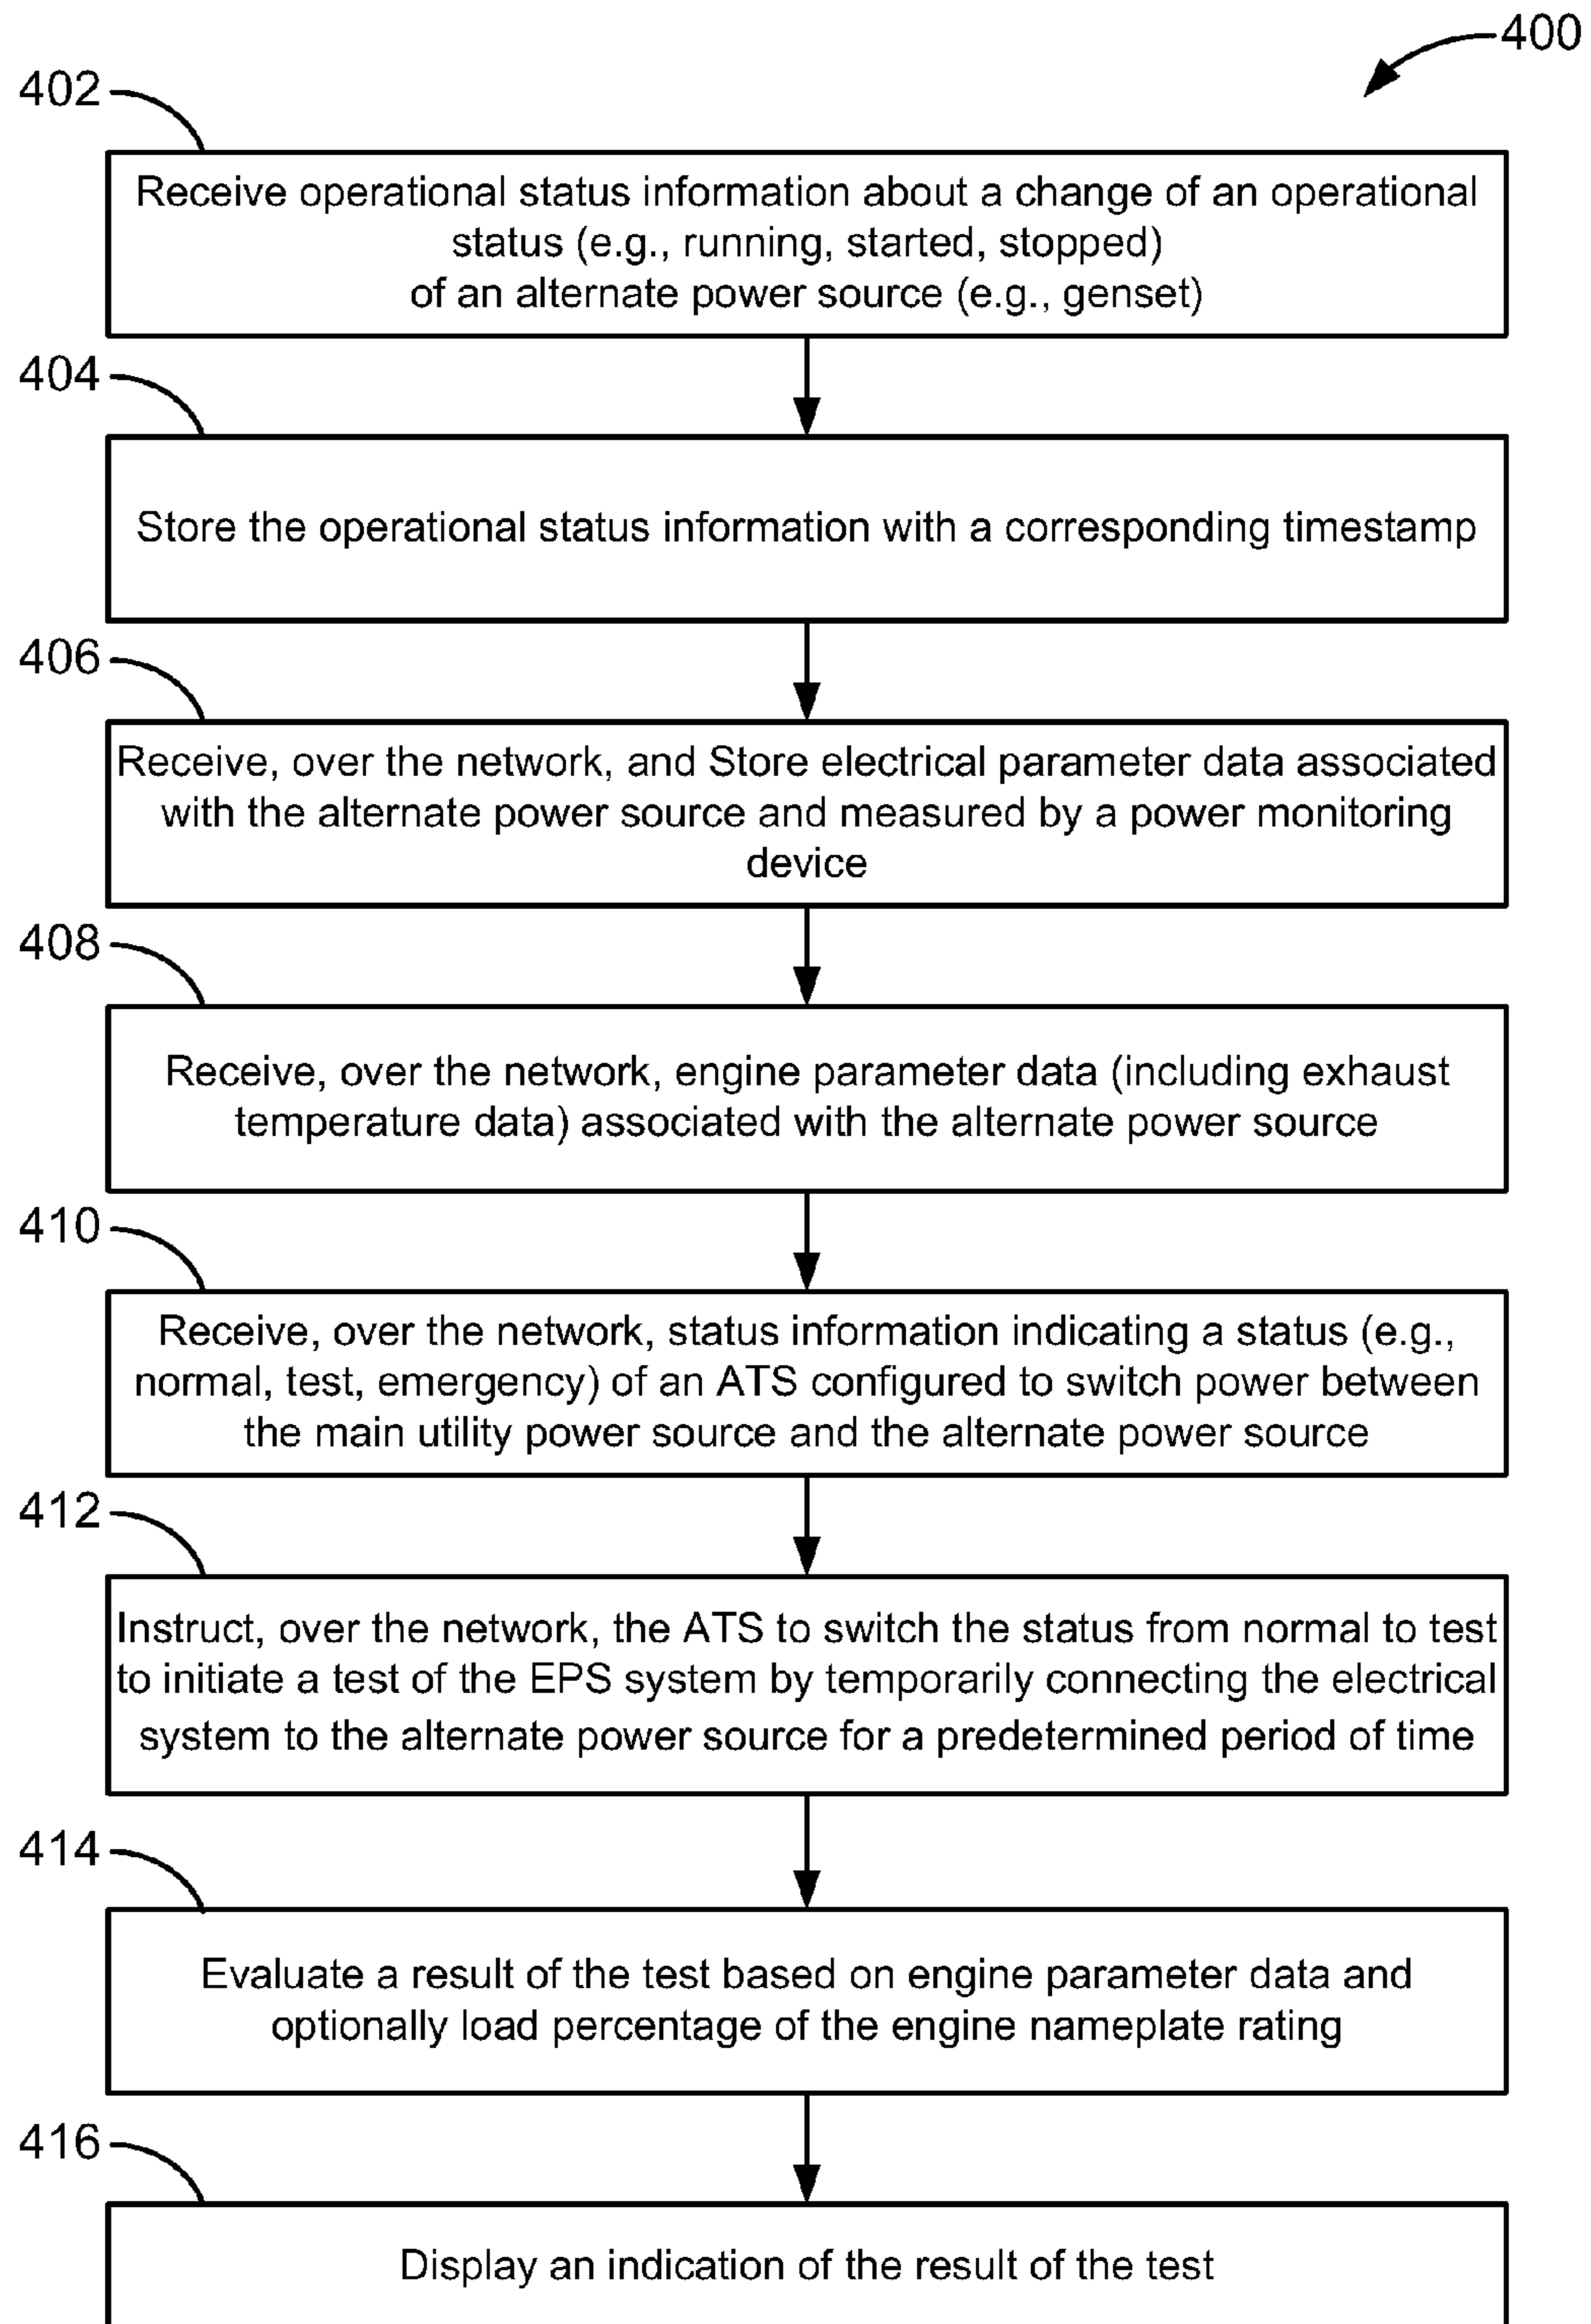 400
402
Receive operational status information about a change of an operational
status (e.g., running, started, stopped)
of an alternate power source (e.g., genset)
404
Store the operational status information with a corresponding timestamp
406
Receive, over the network, and Store electrical parameter data associated
with the alternate power source and measured by a power monitoring
device
408
Receive, over the network, engine parameter data (including exhaust
temperature data) associated with the alternate power source
410
Receive, over the network, status information indicating a status (e.g.,
normal, test, emergency) of an ATS configured to switch power between
the main utility power source and the alternate power source
412
Instruct, over the network, the ATS to switch the status from normal to test
to initiate a test of the EPS system by temporarily connecting the electrical
system to the alternate power source for a predetermined period of time
414
Evaluate a result of the test based on engine parameter data and
optionally load percentage of the engine nameplate rating
416
Display an indication of the result of the test